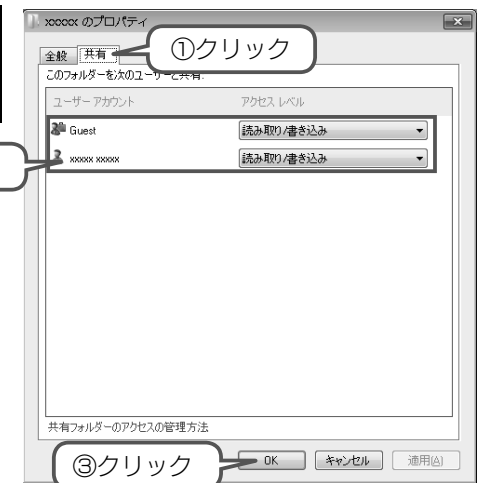 xxxxxx のプロパティ
全般 共有 ①クリック
このフォルダーを次のユーザーと共有:
ユーザー アカウント アクセス レベル
Guest 読み取り/書き込み
xxxxx xxxxx 読み取り/書き込み
共有フォルダーのアクセスの管理方法
③クリック OK キャンセル 適用(A)